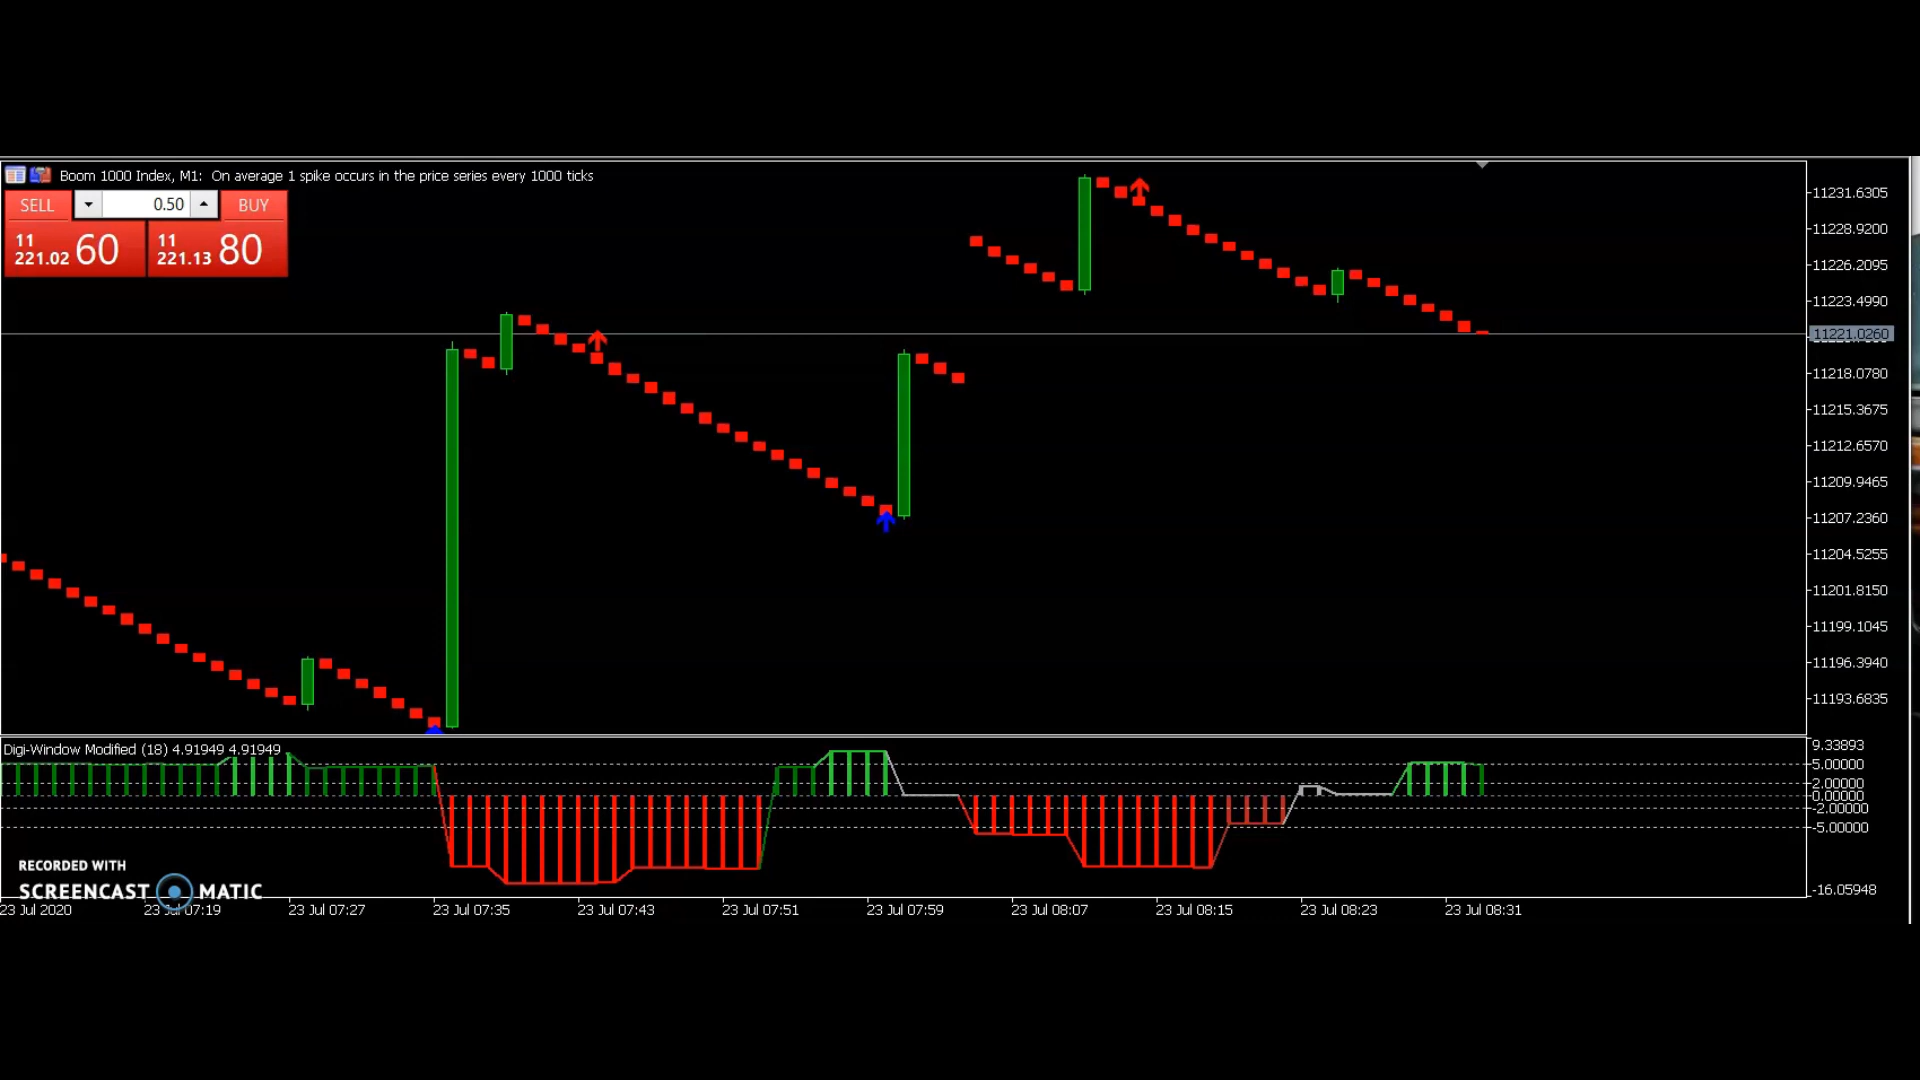 Boom 1000 Index, M1: On average 1 spike occurs in the price series every 1000 ticks
SELL 0.50 BUY
11 221.02 60
11 221.13 80
11231.6305
11228.9200
11226.2095
11223.4990
11221.0260
11218.0780
11215.3675
11212.6570
11209.9465
11207.2360
11204.5255
11201.8150
11199.1045
11196.3940
11193.6835
Digi-Window Modified (18) 4.91949 4.91949
9.33893
5.00000
2.00000
0.00000
-2.00000
-5.00000
-16.05948
RECORDED WITH
SCREENCAST MATIC
23 Jul 2020 23 Jul 07:19 23 Jul 07:27 23 Jul 07:35 23 Jul 07:43 23 Jul 07:51 23 Jul 07:59 23 Jul 08:07 23 Jul 08:15 23 Jul 08:23 23 Jul 08:31